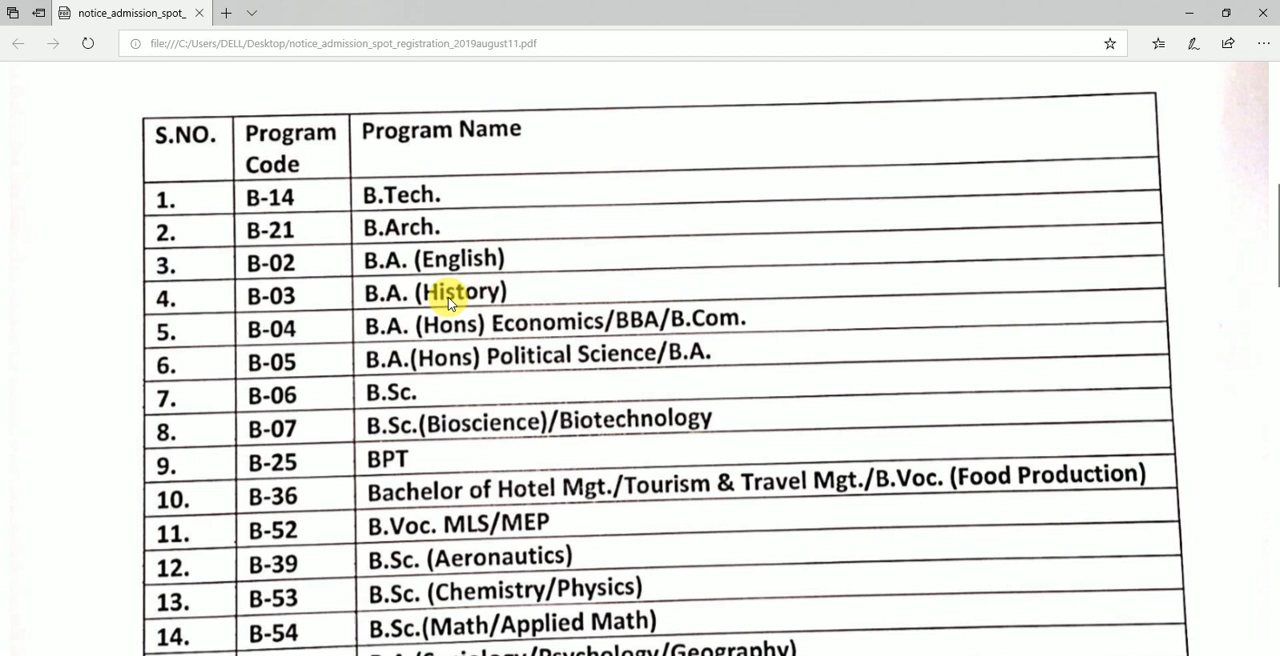 notice_admission_spot_
file:///C:/Users/DELL/Desktop/notice_admission_spot_registration_2019august11.pdf
S.NO. Program Code Program Name
1. B-14 B.Tech.
2. B-21 B.Arch.
3. B-02 B.A. (English)
4. B-03 B.A. (History)
5. B-04 B.A. (Hons) Economics/BBA/B.Com.
6. B-05 B.A.(Hons) Political Science/B.A.
7. B-06 B.Sc.
8. B-07 B.Sc.(Bioscience)/Biotechnology
9. B-25 BPT
10. B-36 Bachelor of Hotel Mgt./Tourism & Travel Mgt./B.Voc. (Food Production)
11. B-52 B.Voc. MLS/MEP
12. B-39 B.Sc. (Aeronautics)
13. B-53 B.Sc. (Chemistry/Physics)
14. B-54 B.Sc.(Math/Applied Math)
B.A.(Sociology/Psychology/Geography)